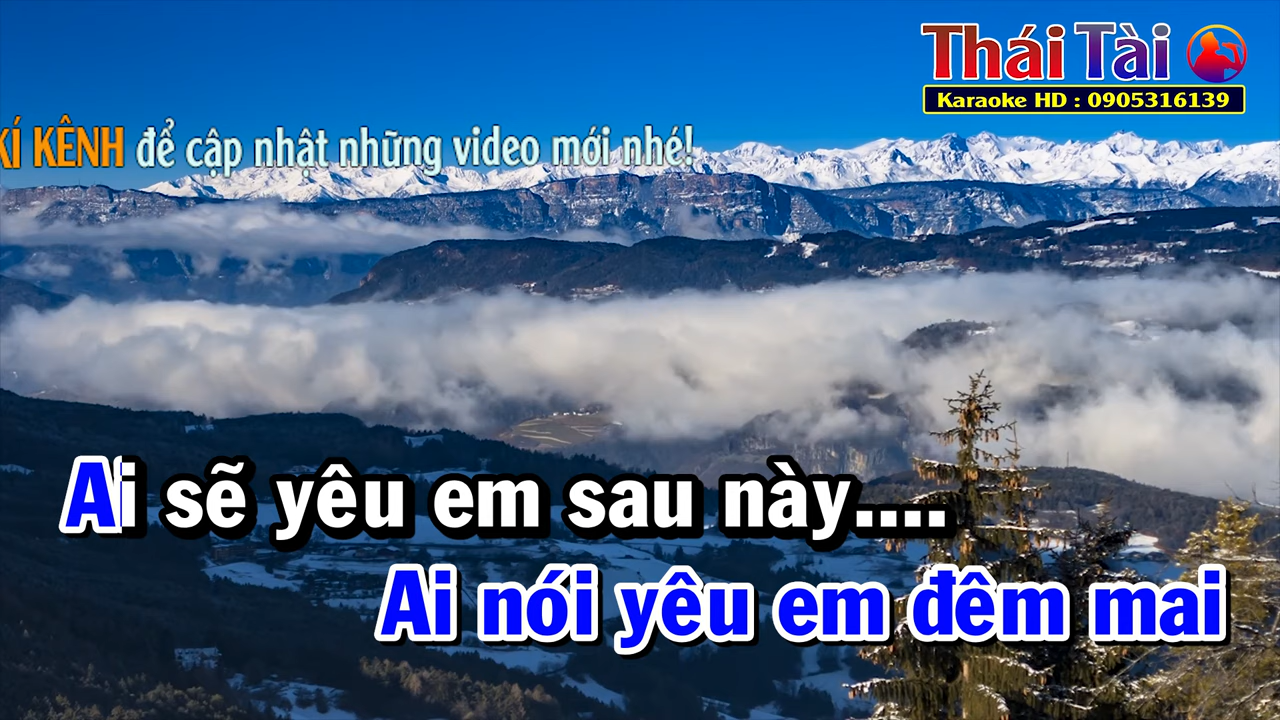 Thái Tài
Karaoke HD : 0905316139
KÍ KÊNH để cập nhật những video mới nhé!
Ai sẽ yêu em sau này....
Ai nói yêu em đêm mai